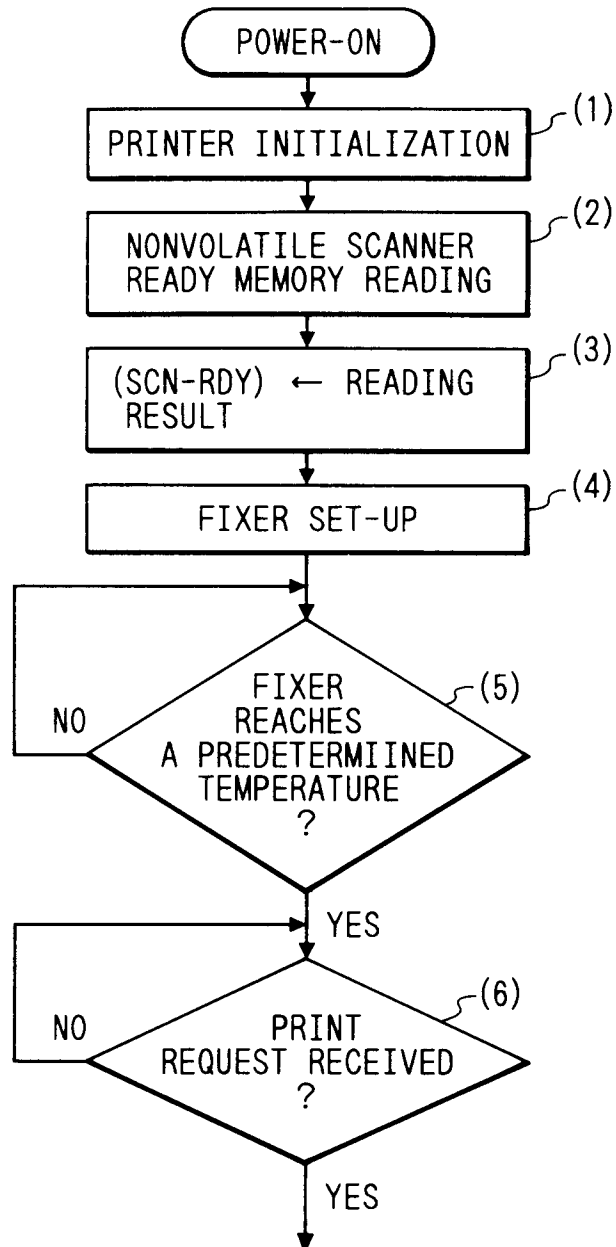 POWER-ON
(1)
PRINTER INITIALIZATION
(2)
NONVOLATILE SCANNER
READY MEMORY READING
(3)
(SCN-RDY) ← READING
RESULT
(4)
FIXER SET-UP
(5)
FIXER
REACHES
A PREDETERMIINED
TEMPERATURE
?
NO
YES
(6)
PRINT
REQUEST RECEIVED
?
NO
YES